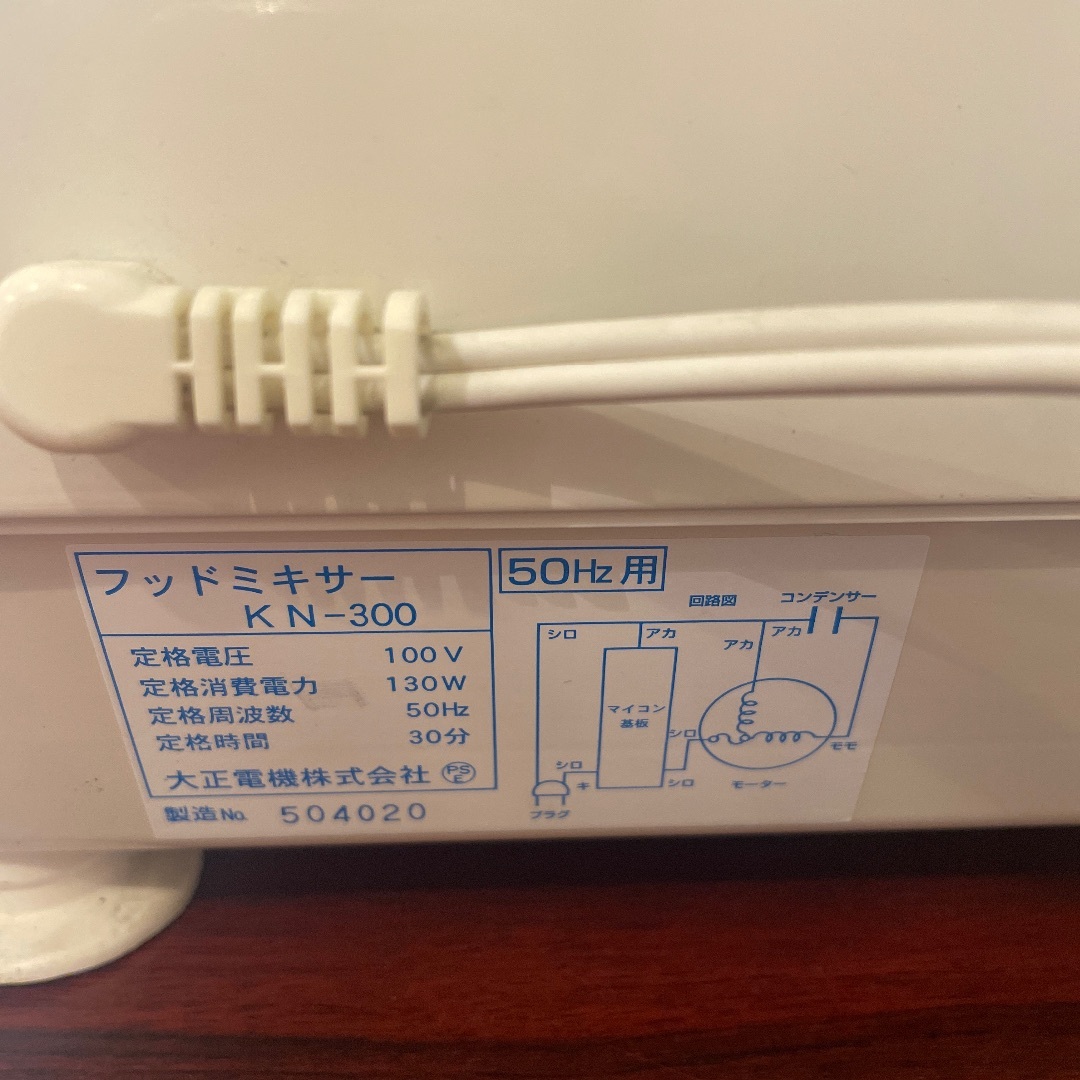 フッドミキサー
KN-300
定格電圧 100V
定格消費電力 130W
定格周波数 50Hz
定格時間 30分
大正電機株式会社 PSE
製造No. 504020
50Hz用
回路図
コンデンサー
シロ
アカ
アカ
アカ
マイコン
基板
シロ
モモ
シロ
キ
シロ
モーター
プラグ